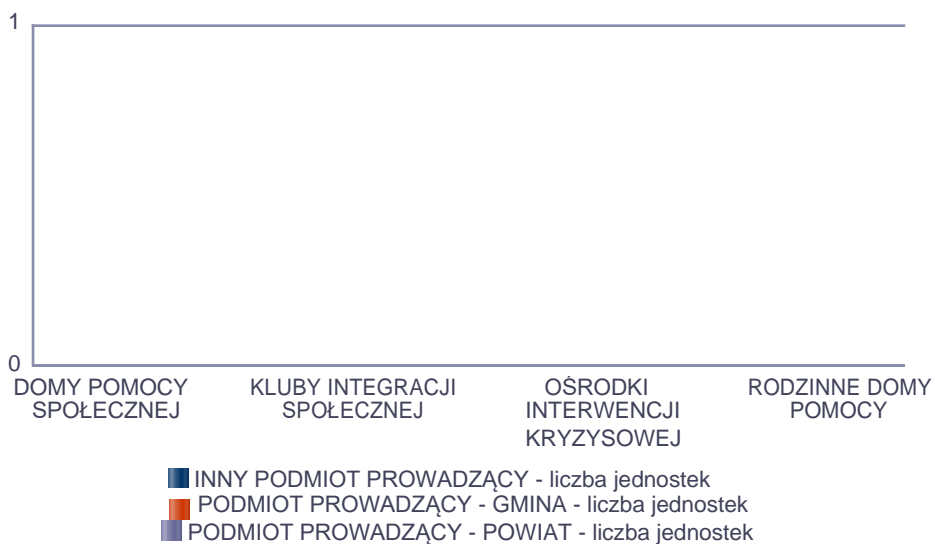 1
0
DOMY POMOCY
SPOŁECZNEJ
KLUBY INTEGRACJI
SPOŁECZNEJ
OŚRODKI
INTERWENCJI
KRYZYSOWEJ
RODZINNE DOMY
POMOCY
INNY PODMIOT PROWADZĄCY - liczba jednostek
PODMIOT PROWADZĄCY - GMINA - liczba jednostek
PODMIOT PROWADZĄCY - POWIAT - liczba jednostek